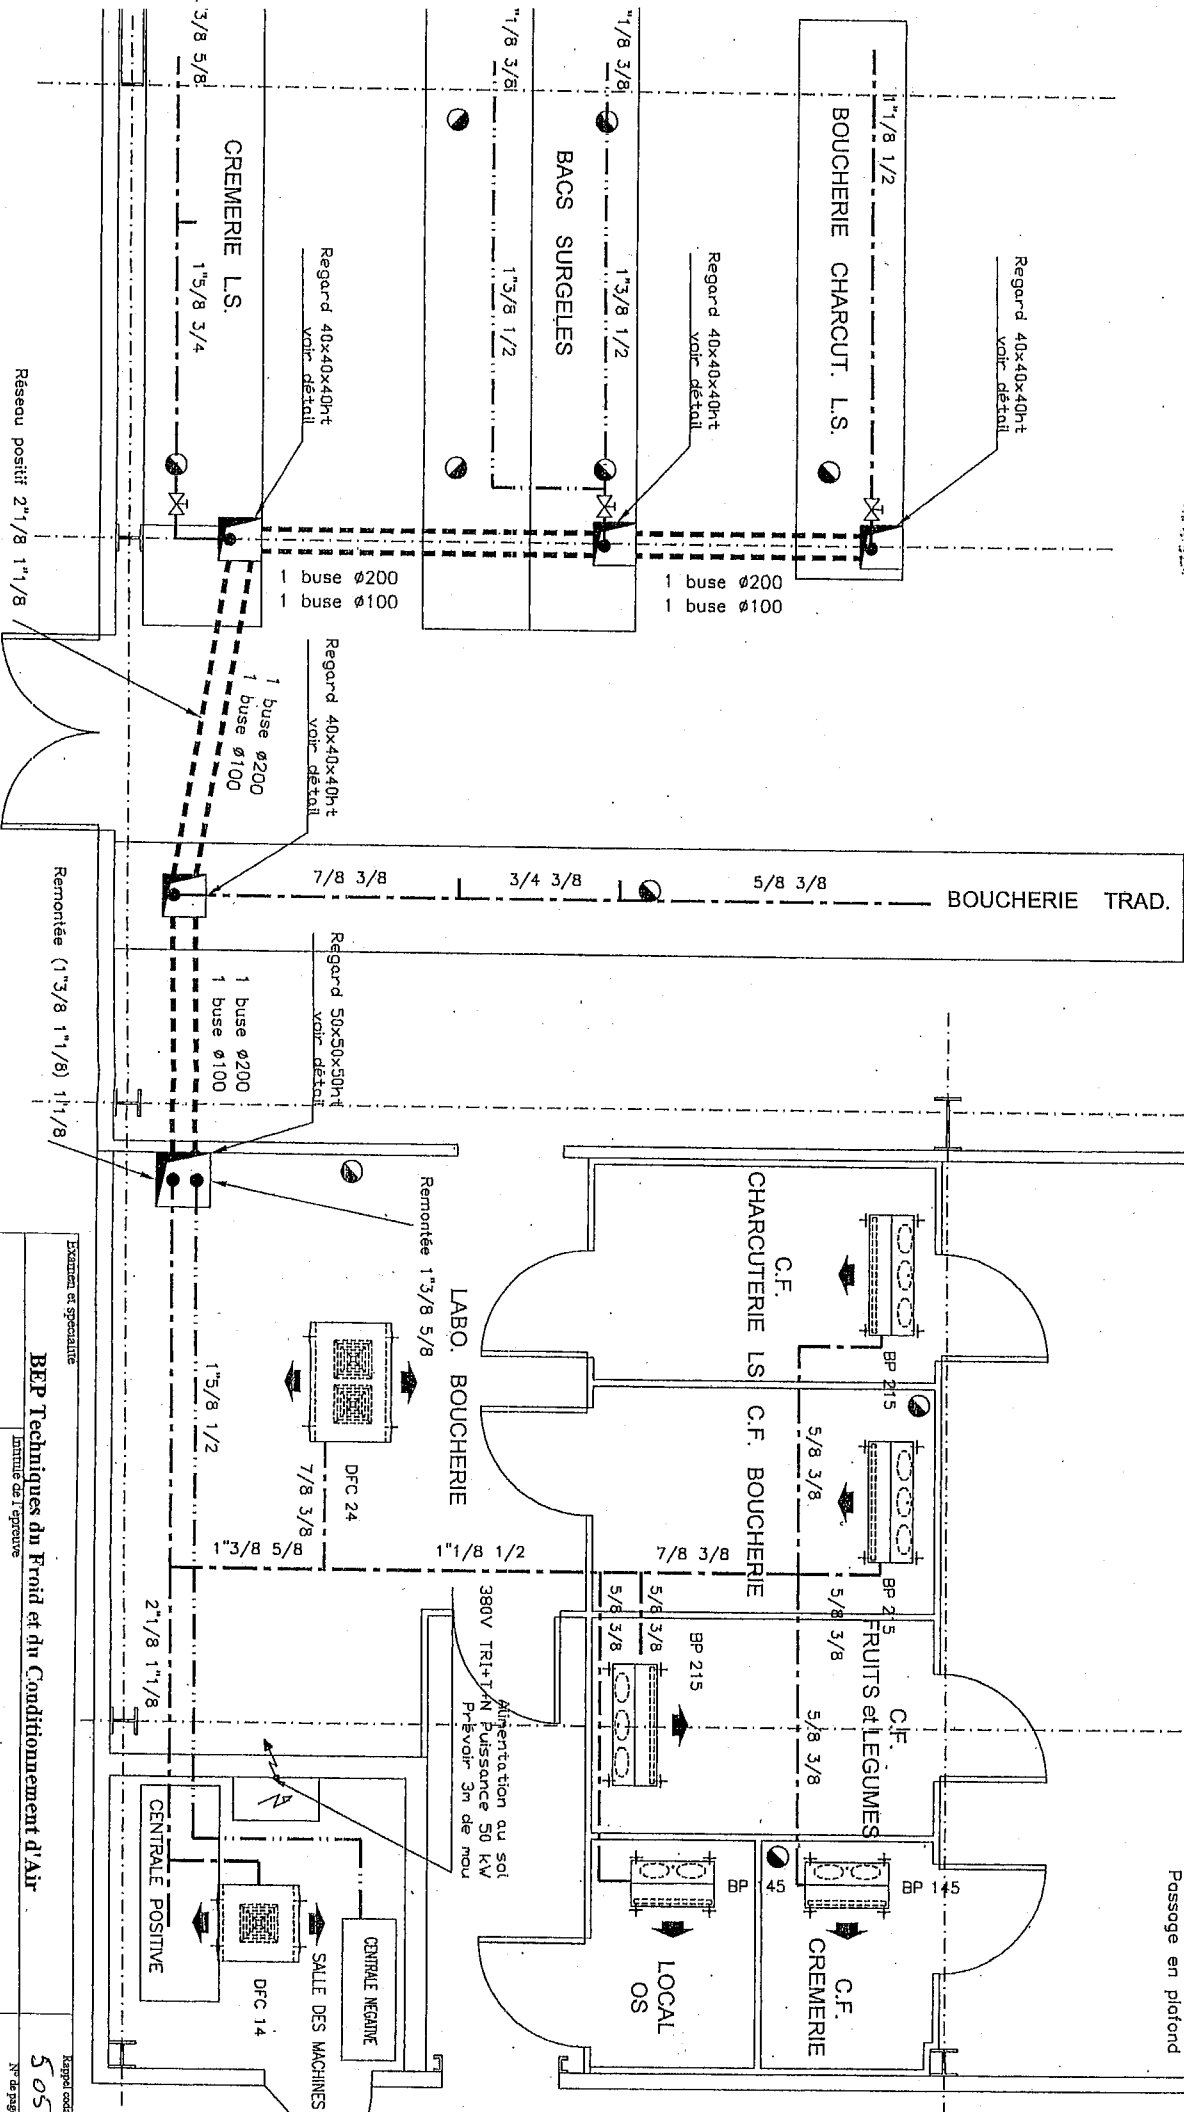 3/8 5/8
CREMERIE L.S.
1"5/8 3/4
Regard 40x40x40ht
voir détail
Réseau positif 2"1/8 1"1/8
1"1/8 3/8
1"1/8 3/8
BACS SURGELES
1"3/8 1/2
1"3/8 1/2
Regard 40x40x40ht
voir détail
1"1/8 1/2
BOUCHERIE CHARCUT. L.S.
Regard 40x40x40ht
voir détail
1 buse ø200
1 buse ø100
1 buse ø200
1 buse ø100
1 buse ø200
1 buse ø100
Regard 40x40x40ht
voir détail
7/8 3/8
3/4 3/8
5/8 3/8
BOUCHERIE TRAD.
Remontée (1"3/8 1"1/8) 1"1/8
1 buse ø200
1 buse ø100
Regard 50x50x50ht
voir détail
Remontée 1"3/8 5/8
LABO. BOUCHERIE
DFC 24
7/8 3/8
1"5/8 1/2
1"3/8 5/8
1"1/8 1/2
7/8 3/8
2"1/8 1"1/8
C.F.
CHARCUTERIE LS
BP 215
5/8 3/8
C.F. BOUCHERIE
BP 215
5/8 3/8
5/8 3/8
5/8 3/8
BP 215
C.F.
FRUITS et LEGUMES
5/8 3/8
Alimentation au sol
380V TRI+T+N Puissance 50 kW
Prévoir 3m de mou
BP 145
BP 145
LOCAL
OS
C.F.
CREMERIE
CENTRALE POSITIVE
DFC 14
SALLE DES MACHINES
CENTRALE NEGATIVE
Passage en plafond
Examen et spécialité
BEP Techniques du Froid et du Conditionnement d'Air
Intitulé de l'épreuve
Rappel
505
N° de page